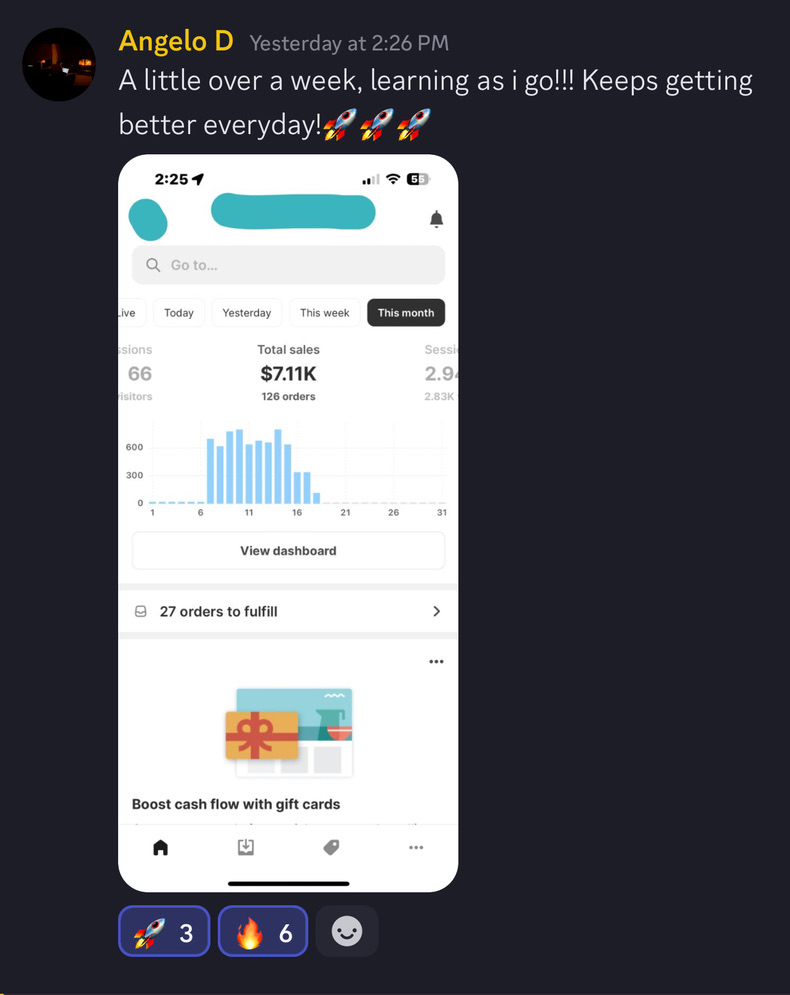 Angelo D Yesterday at 2:26 PM
A little over a week, learning as i go!!! Keeps getting
better everyday!🚀🚀🚀
2:25
55
Go to...
Live Today Yesterday This week This month
ssions Total sales Sessi
66 $7.11K 2.94
visitors 126 orders 2.83K
600
300
0
1 6 11 16 21 26 31
View dashboard
27 orders to fulfill
Boost cash flow with gift cards
🚀 3 🔥 6